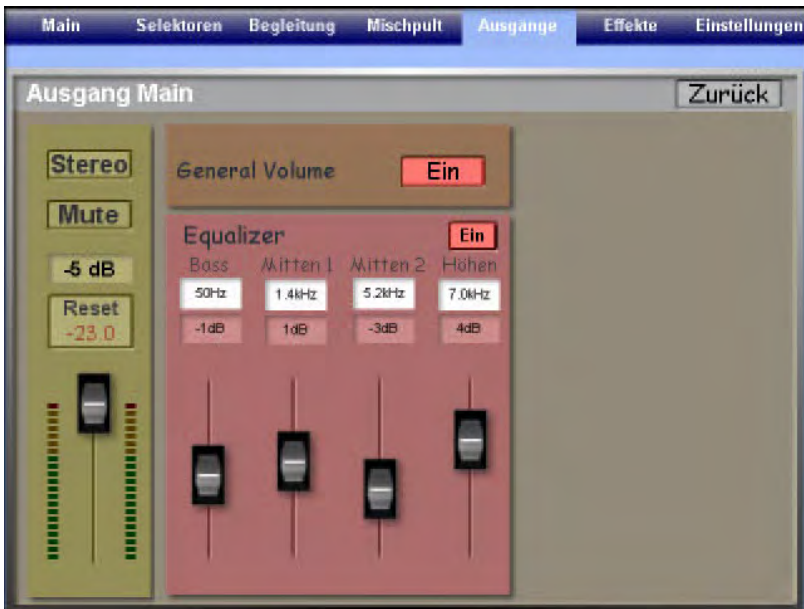 Main Selektoren Begleitung Mischpult Ausgänge Effekte Einstellungen
Ausgang Main Zurück
Stereo
Mute
-5 dB
Reset
-23.0
General Volume Ein
Equalizer Ein
Bass Mitten 1 Mitten 2 Höhen
50Hz 1.4kHz 5.2kHz 7.0kHz
-1dB 1dB -3dB 4dB